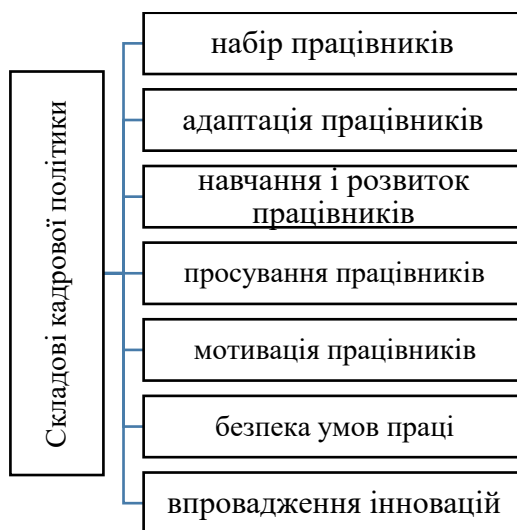 Складові кадрової політики
набір працівників
адаптація працівників
навчання і розвиток
працівників
просування працівників
мотивація працівників
безпека умов праці
впровадження інновацій